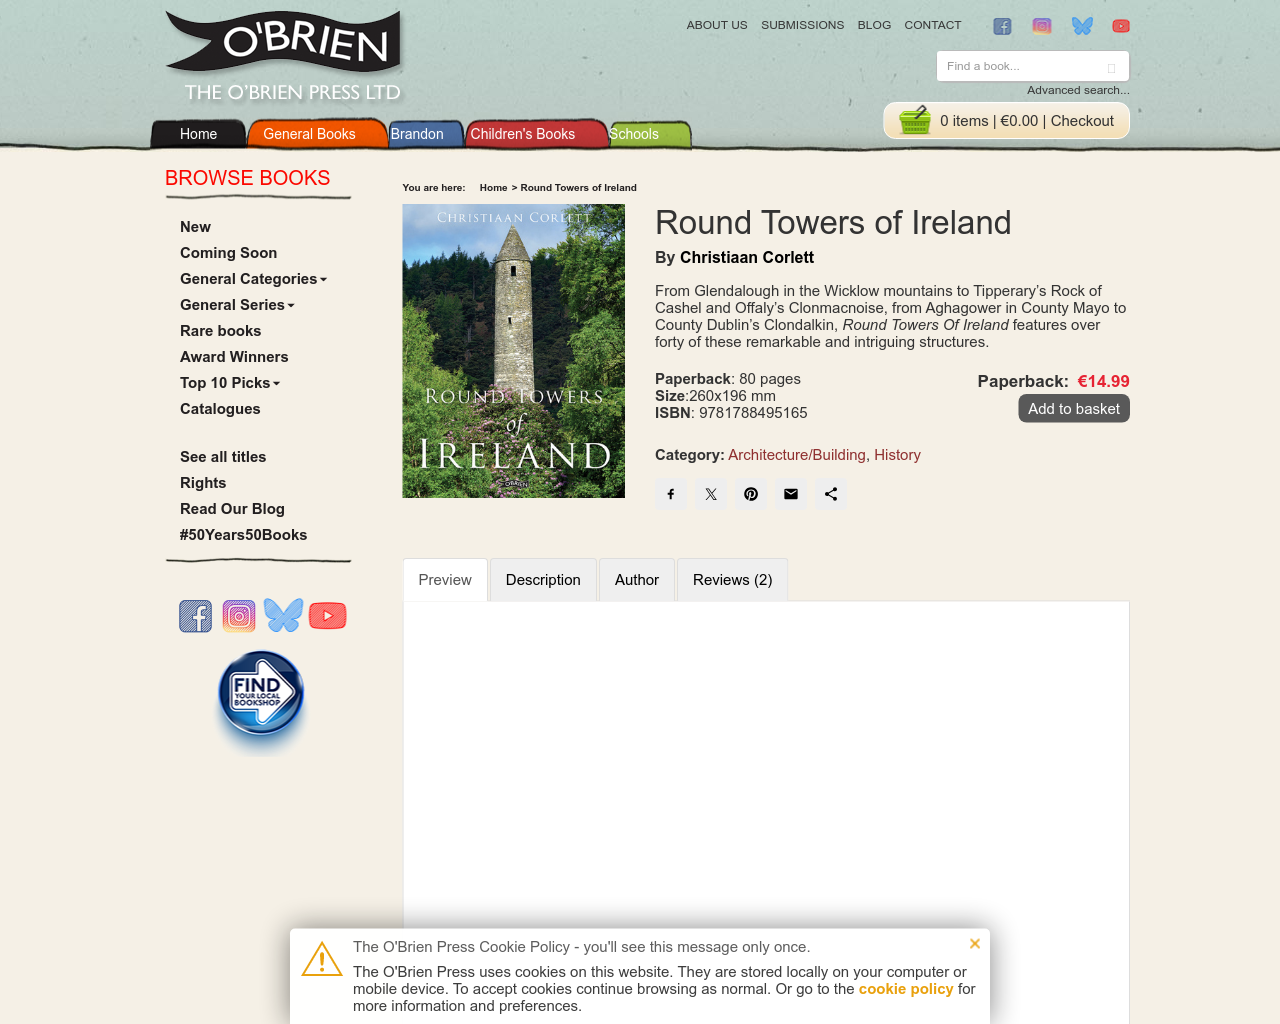 O'BRIEN
THE O'BRIEN PRESS LTD
ABOUT US SUBMISSIONS BLOG CONTACT
Find a book...
Advanced search...
0 items | €0.00 | Checkout
Home General Books Brandon Children's Books Schools
BROWSE BOOKS
New
Coming Soon
General Categories
General Series
Rare books
Award Winners
Top 10 Picks
Catalogues
See all titles
Rights
Read Our Blog
#50Years50Books
FIND
YOUR LOCAL
BOOKSHOP
You are here: Home > Round Towers of Ireland
CHRISTIAAN CORLETT
ROUND TOWERS
of
IRELAND
O'BRIEN
Round Towers of Ireland
By Christiaan Corlett
From Glendalough in the Wicklow mountains to Tipperary’s Rock of
Cashel and Offaly’s Clonmacnoise, from Aghagower in County Mayo to
County Dublin’s Clondalkin, Round Towers Of Ireland features over
forty of these remarkable and intriguing structures.
Paperback: 80 pages
Size:260x196 mm
ISBN: 9781788495165
Paperback: €14.99
Add to basket
Category: Architecture/Building, History
Preview Description Author Reviews (2)
The O'Brien Press Cookie Policy - you'll see this message only once.
The O'Brien Press uses cookies on this website. They are stored locally on your computer or
mobile device. To accept cookies continue browsing as normal. Or go to the cookie policy for
more information and preferences.